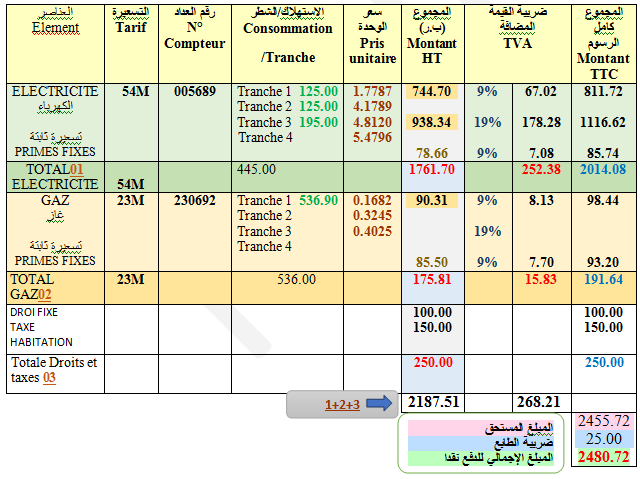 العناصر
Element
التسعيرة
Tarif
رقم العداد
N°
Compteur
الاستهلاك/الشطر
Consommation
/Tranche
سعر
الوحدة
Pris
unitaire
المجموع
(ب.ر)
Montant
HT
ضريبة القيمة
المضافة
TVA
المجموع
كامل
الرسوم
Montant
TTC
ELECTRICITE 54M 005689 Tranche 1 125.00 1.7787 744.70 9% 67.02 811.72
الكهرباء Tranche 2 125.00 4.1789
Tranche 3 195.00 4.8120 938.34 19% 178.28 1116.62
تسعيرة ثابتة Tranche 4 5.4796
PRIMES FIXES 78.66 9% 7.08 85.74
TOTAL01 445.00 1761.70 252.38 2014.08
ELECTRICITE 54M
GAZ 23M 230692 Tranche 1 536.90 0.1682 90.31 9% 8.13 98.44
غاز Tranche 2 0.3245
Tranche 3 0.4025 19%
تسعيرة ثابتة Tranche 4
PRIMES FIXES 85.50 9% 7.70 93.20
TOTAL 23M 536.00 175.81 15.83 191.64
GAZ02
DROI FIXE 100.00 100.00
TAXE 150.00 150.00
HABITATION
Totale Droits et 250.00 250.00
taxes 03
1+2+3 2187.51 268.21
المبلغ المستحق 2455.72
ضريبة الطابع 25.00
المبلغ الإجمالي للدفع نقدا 2480.72